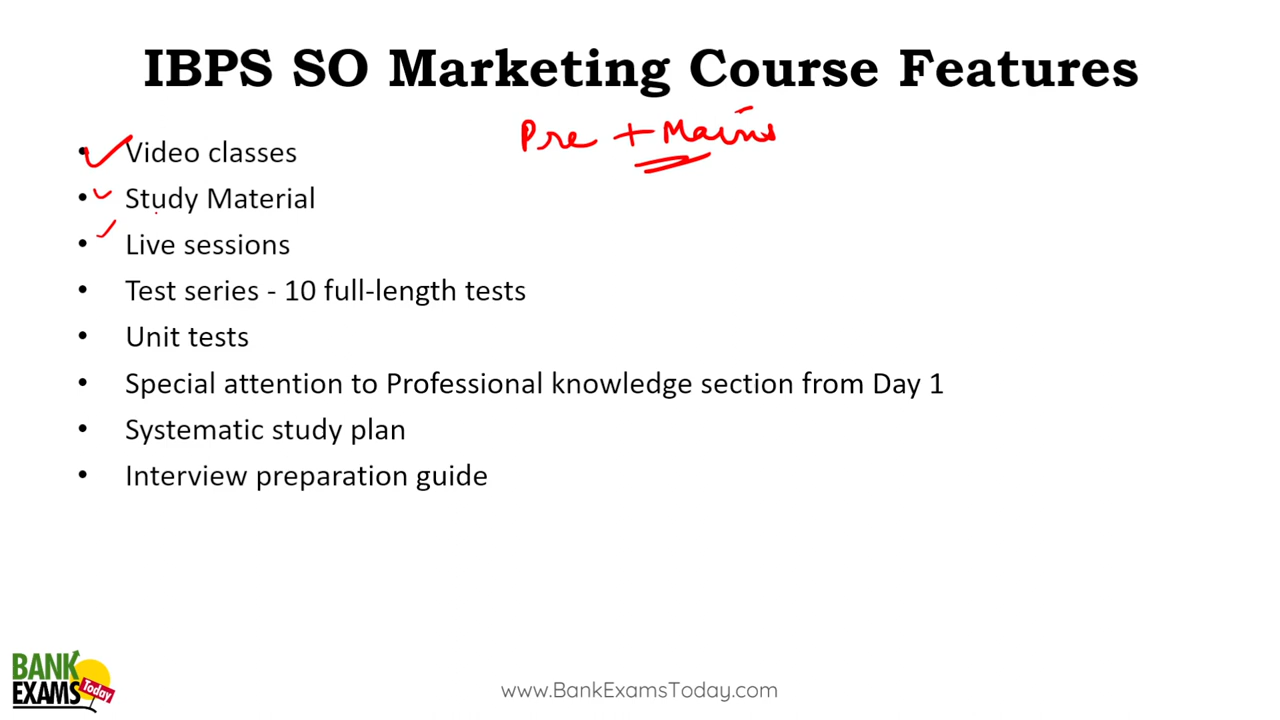 IBPS SO Marketing Course Features
Pre + Mains
• Video classes
• Study Material
• Live sessions
• Test series - 10 full-length tests
• Unit tests
• Special attention to Professional knowledge section from Day 1
• Systematic study plan
• Interview preparation guide
BANK
EXAMS Today
www.BankExamsToday.com